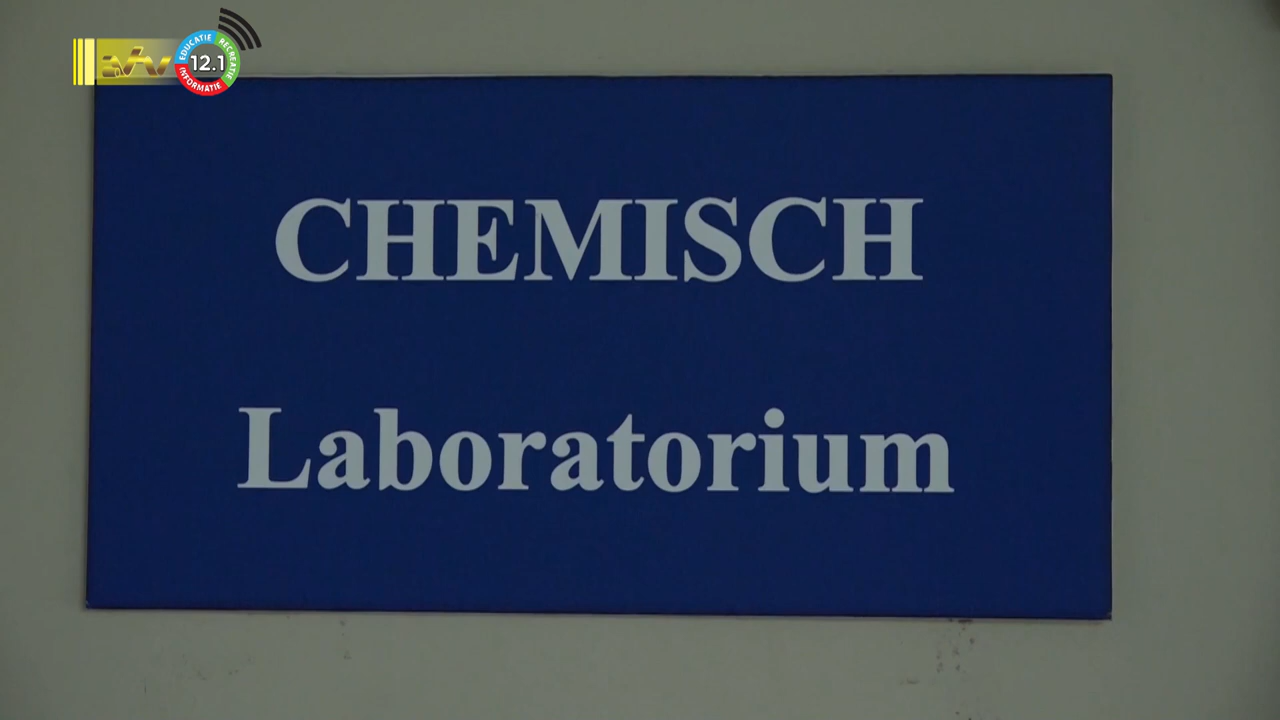 EDUCATIE
RECREATIE
12.1
INFORMATIE
CHEMISCH
Laboratorium